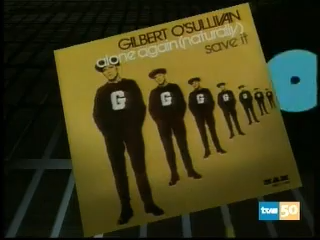 GILBERT O'SULLIVAN
alone again (naturally)
save it
G G G G
MAM
tve 50